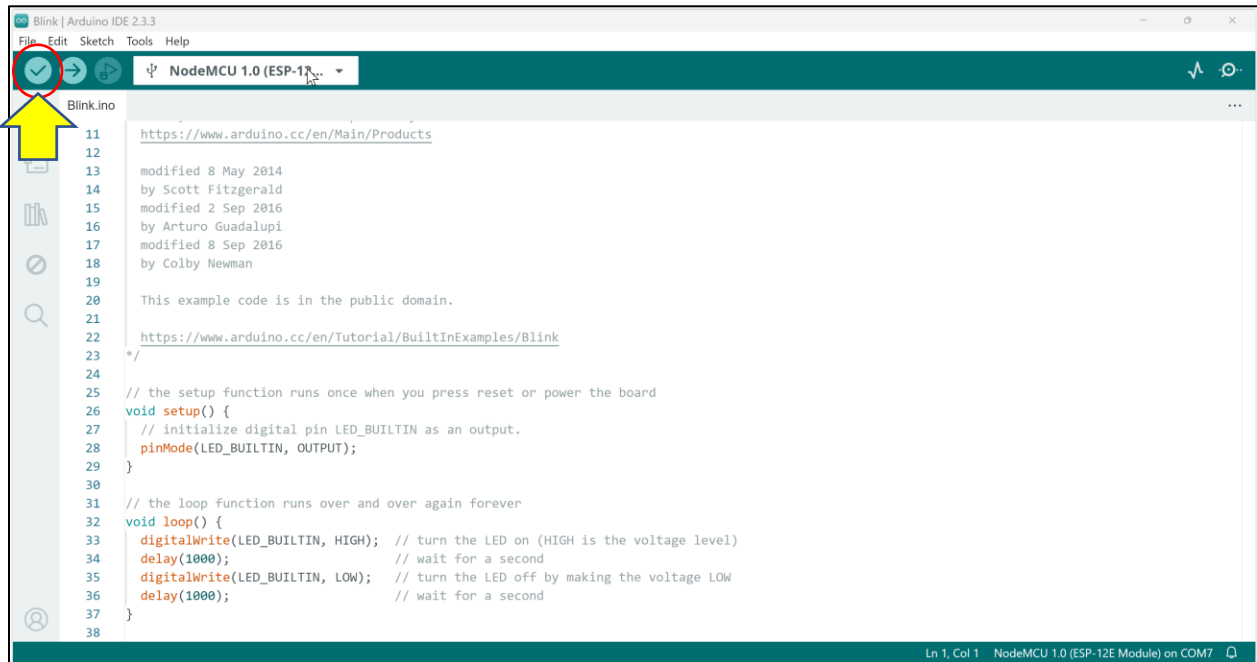 Blink | Arduino IDE 2.3.3
File Edit Sketch Tools Help
NodeMCU 1.0 (ESP-12...
Blink.ino
11 https://www.arduino.cc/en/Main/Products
12
13 modified 8 May 2014
14 by Scott Fitzgerald
15 modified 2 Sep 2016
16 by Arturo Guadalupi
17 modified 8 Sep 2016
18 by Colby Newman
19
20 This example code is in the public domain.
21
22 https://www.arduino.cc/en/Tutorial/BuiltInExamples/Blink
23 */
24
25 // the setup function runs once when you press reset or power the board
26 void setup() {
27 // initialize digital pin LED_BUILTIN as an output.
28 pinMode(LED_BUILTIN, OUTPUT);
29 }
30
31 // the loop function runs over and over again forever
32 void loop() {
33 digitalWrite(LED_BUILTIN, HIGH); // turn the LED on (HIGH is the voltage level)
34 delay(1000); // wait for a second
35 digitalWrite(LED_BUILTIN, LOW); // turn the LED off by making the voltage LOW
36 delay(1000); // wait for a second
37 }
38
Ln 1, Col 1 NodeMCU 1.0 (ESP-12E Module) on COM7